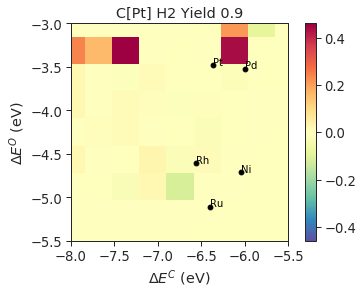 C[Pt] H2 Yield 0.9
−3.0
−3.5
−4.0
−4.5
−5.0
−5.5
ΔE^O (eV)
Pt
Pd
Rh
Ni
Ru
−8.0 −7.5 −7.0 −6.5 −6.0 −5.5
ΔE^C (eV)
0.4
0.2
0.0
−0.2
−0.4